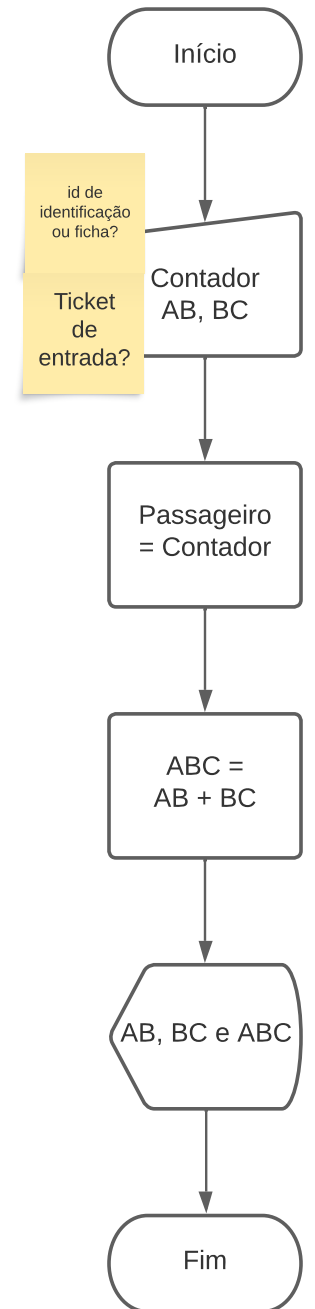 Início
id de
identificação
ou ficha?
Ticket
de
entrada?
Contador
AB, BC
Passageiro
= Contador
ABC =
AB + BC
AB, BC e ABC
Fim